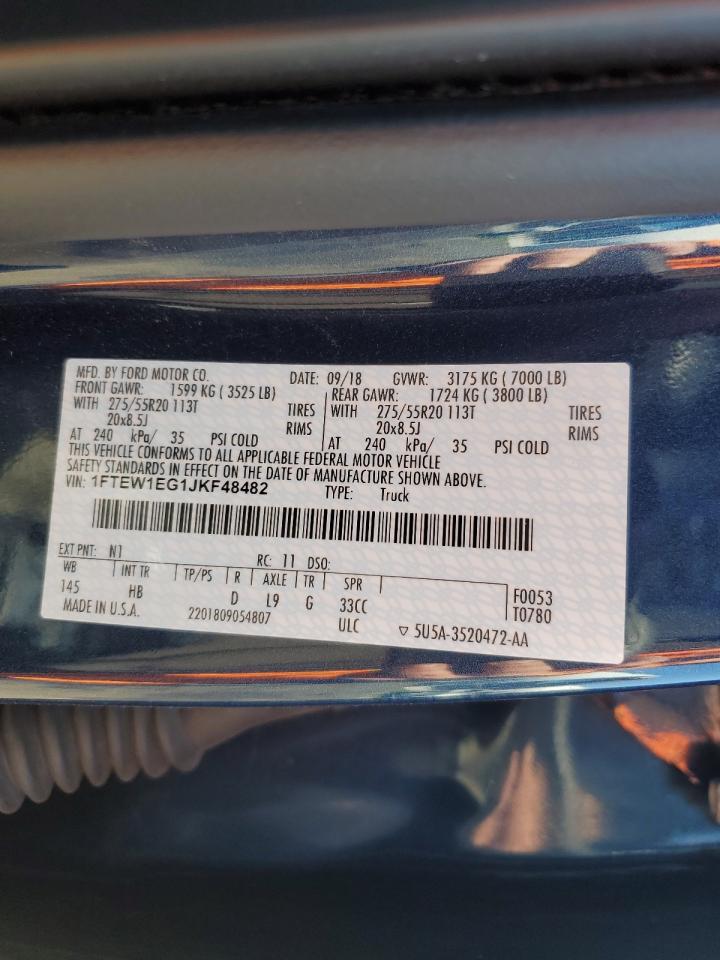 MFD. BY FORD MOTOR CO. DATE: 09/18 GVWR: 3175 KG ( 7000 LB)
FRONT GAWR: 1599 KG ( 3525 LB) REAR GAWR: 1724 KG ( 3800 LB)
WITH 275/55R20 113T TIRES WITH 275/55R20 113T TIRES
20x8.5J RIMS 20x8.5J RIMS
AT 240 kPa/ 35 PSI COLD AT 240 kPa/ 35 PSI COLD
THIS VEHICLE CONFORMS TO ALL APPLICABLE FEDERAL MOTOR VEHICLE
SAFETY STANDARDS IN EFFECT ON THE DATE OF MANUFACTURE SHOWN ABOVE.
VIN: 1FTEW1EG1JKF48482 TYPE: Truck
EXT PNT: N1 RC: 11 DSO:
WB INT TR TP/PS R AXLE TR SPR F0053
145 HB D L9 G 33CC T0780
MADE IN U.S.A. 2201809054807 ULC ▽ 5U5A-3520472-AA